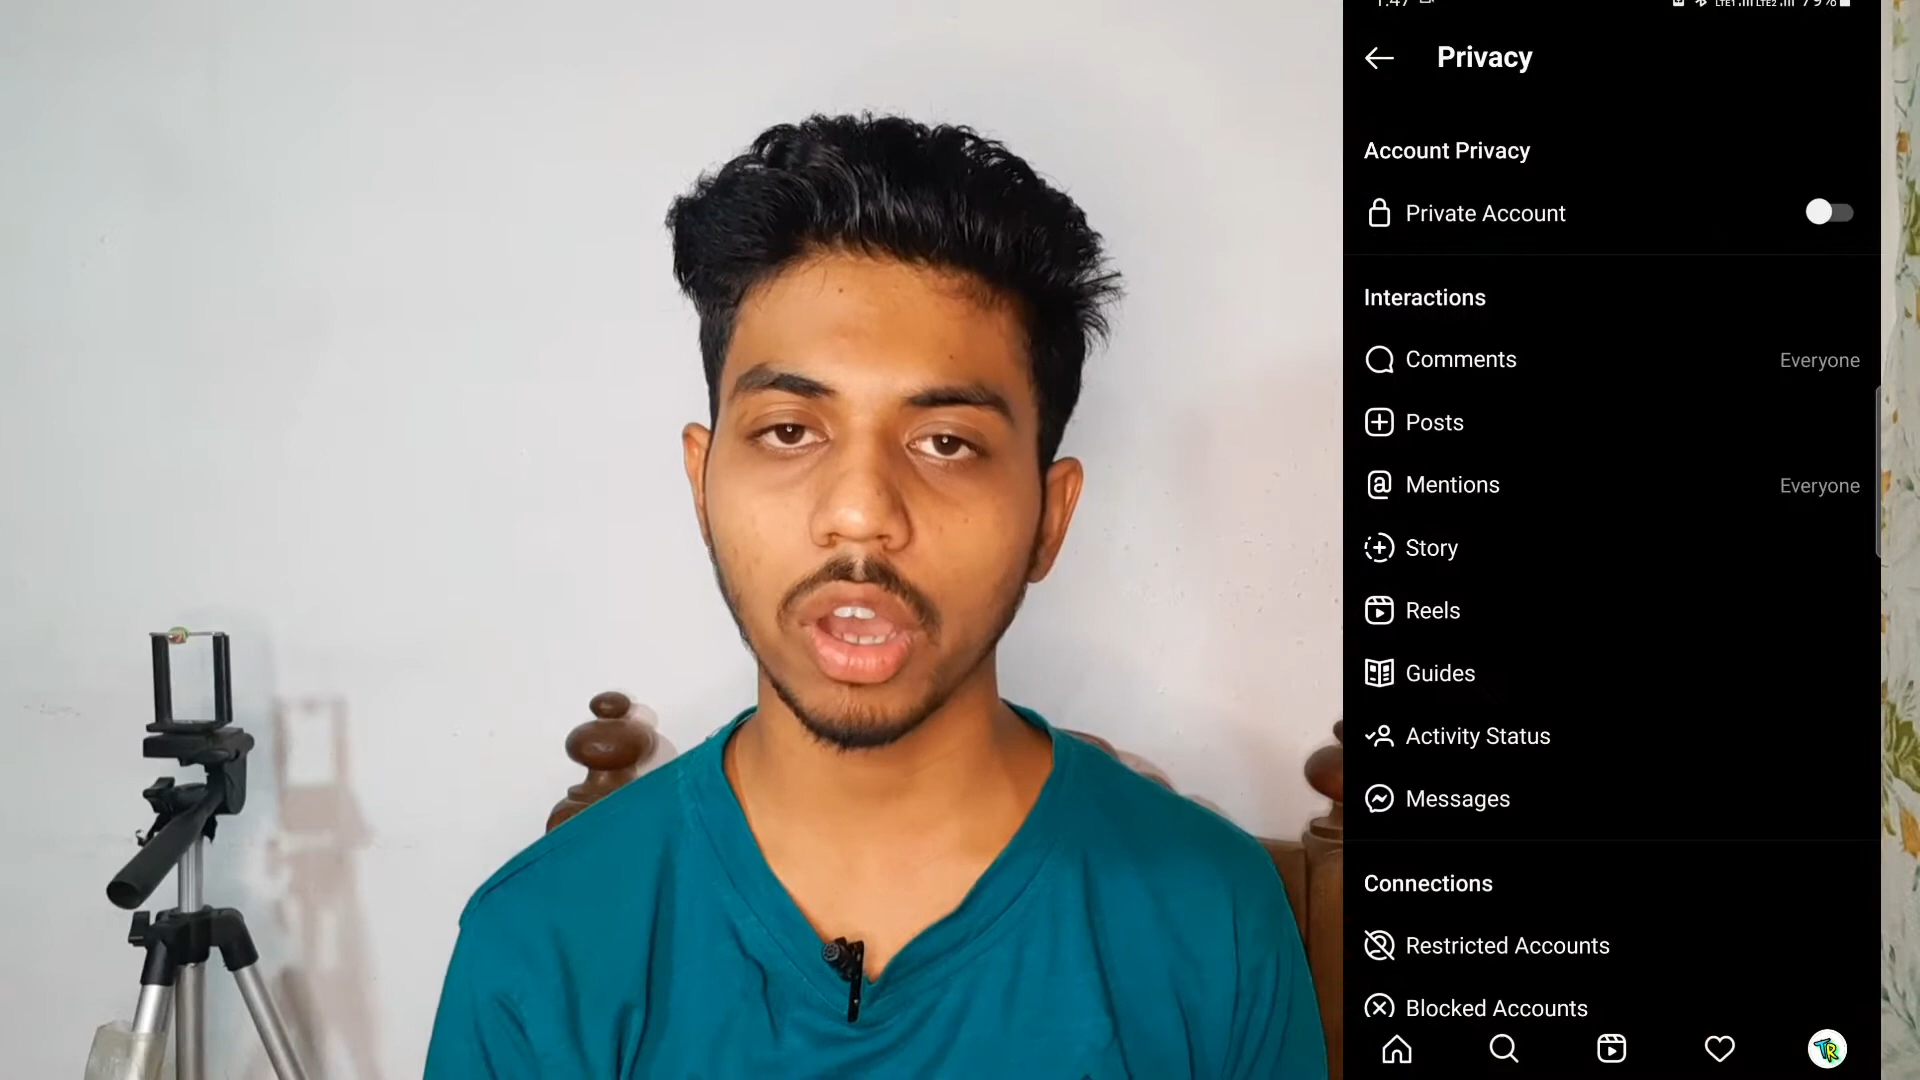 Privacy
Account Privacy
Private Account
Interactions
Comments Everyone
Posts
Mentions Everyone
Story
Reels
Guides
Activity Status
Messages
Connections
Restricted Accounts
Blocked Accounts
TR